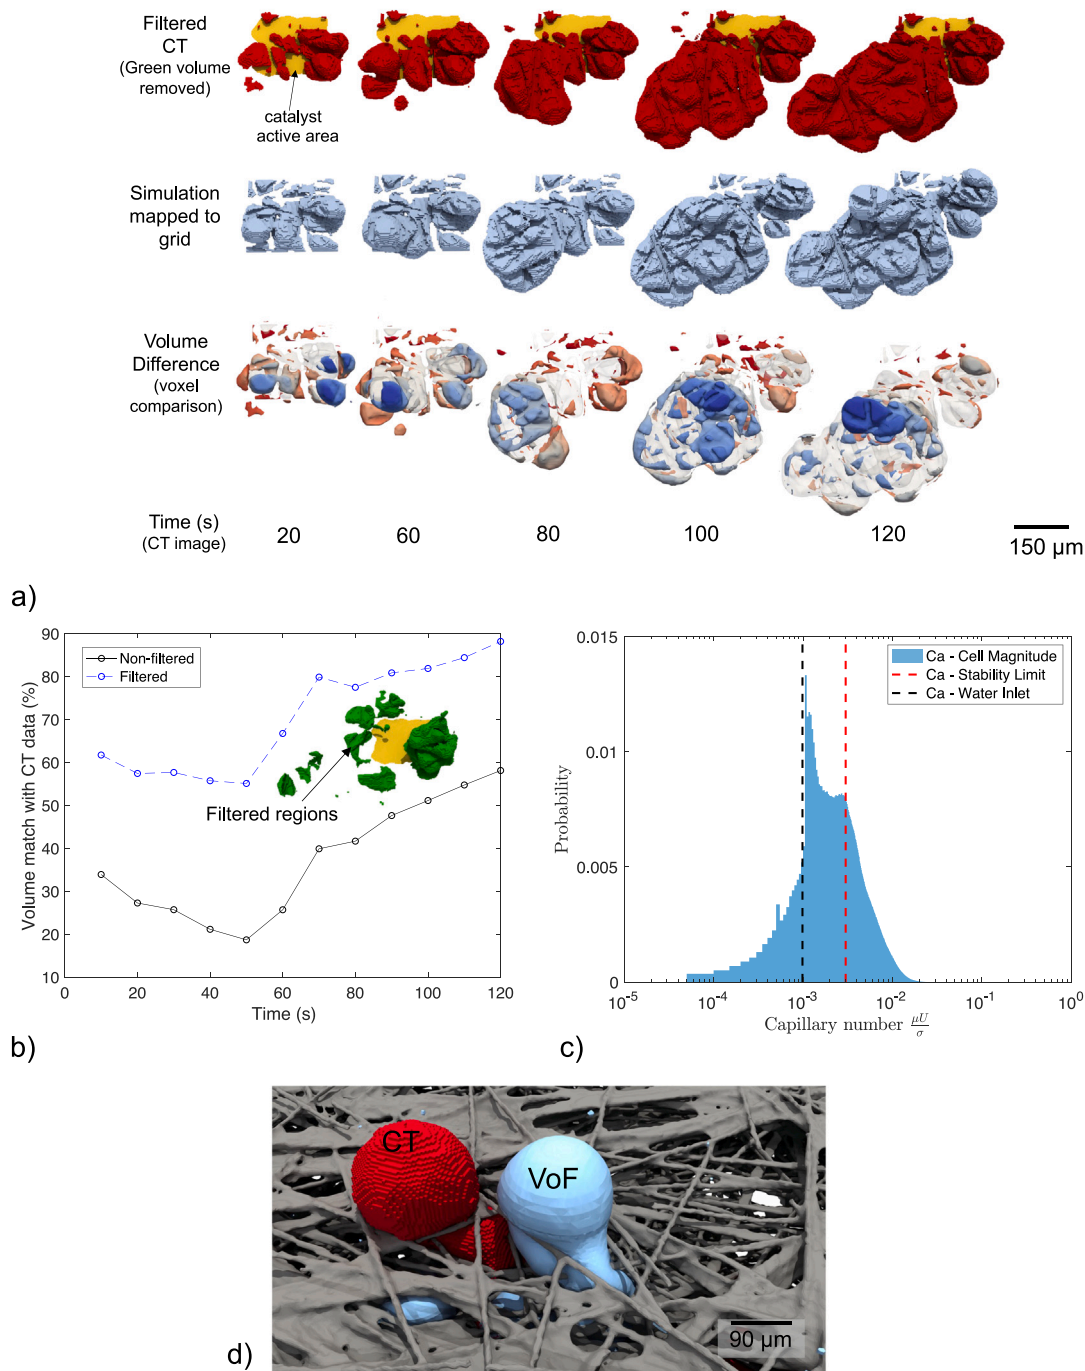 Filtered
CT
(Green volume
removed)
catalyst
active area
Simulation
mapped to
grid
Volume
Difference
(voxel
comparison)
Time (s)
(CT image)
20
60
80
100
120
150 µm
a)
90
80
70
60
50
40
30
20
10
Volume match with CT data (%)
Non-filtered
Filtered
Filtered regions
0
20
40
60
80
100
120
Time (s)
b)
0.015
0.01
0.005
0
Probability
Ca - Cell Magnitude
Ca - Stability Limit
Ca - Water Inlet
10⁻⁵
10⁻⁴
10⁻³
10⁻²
10⁻¹
10⁰
Capillary number μU/σ
c)
CT
VoF
90 µm
d)